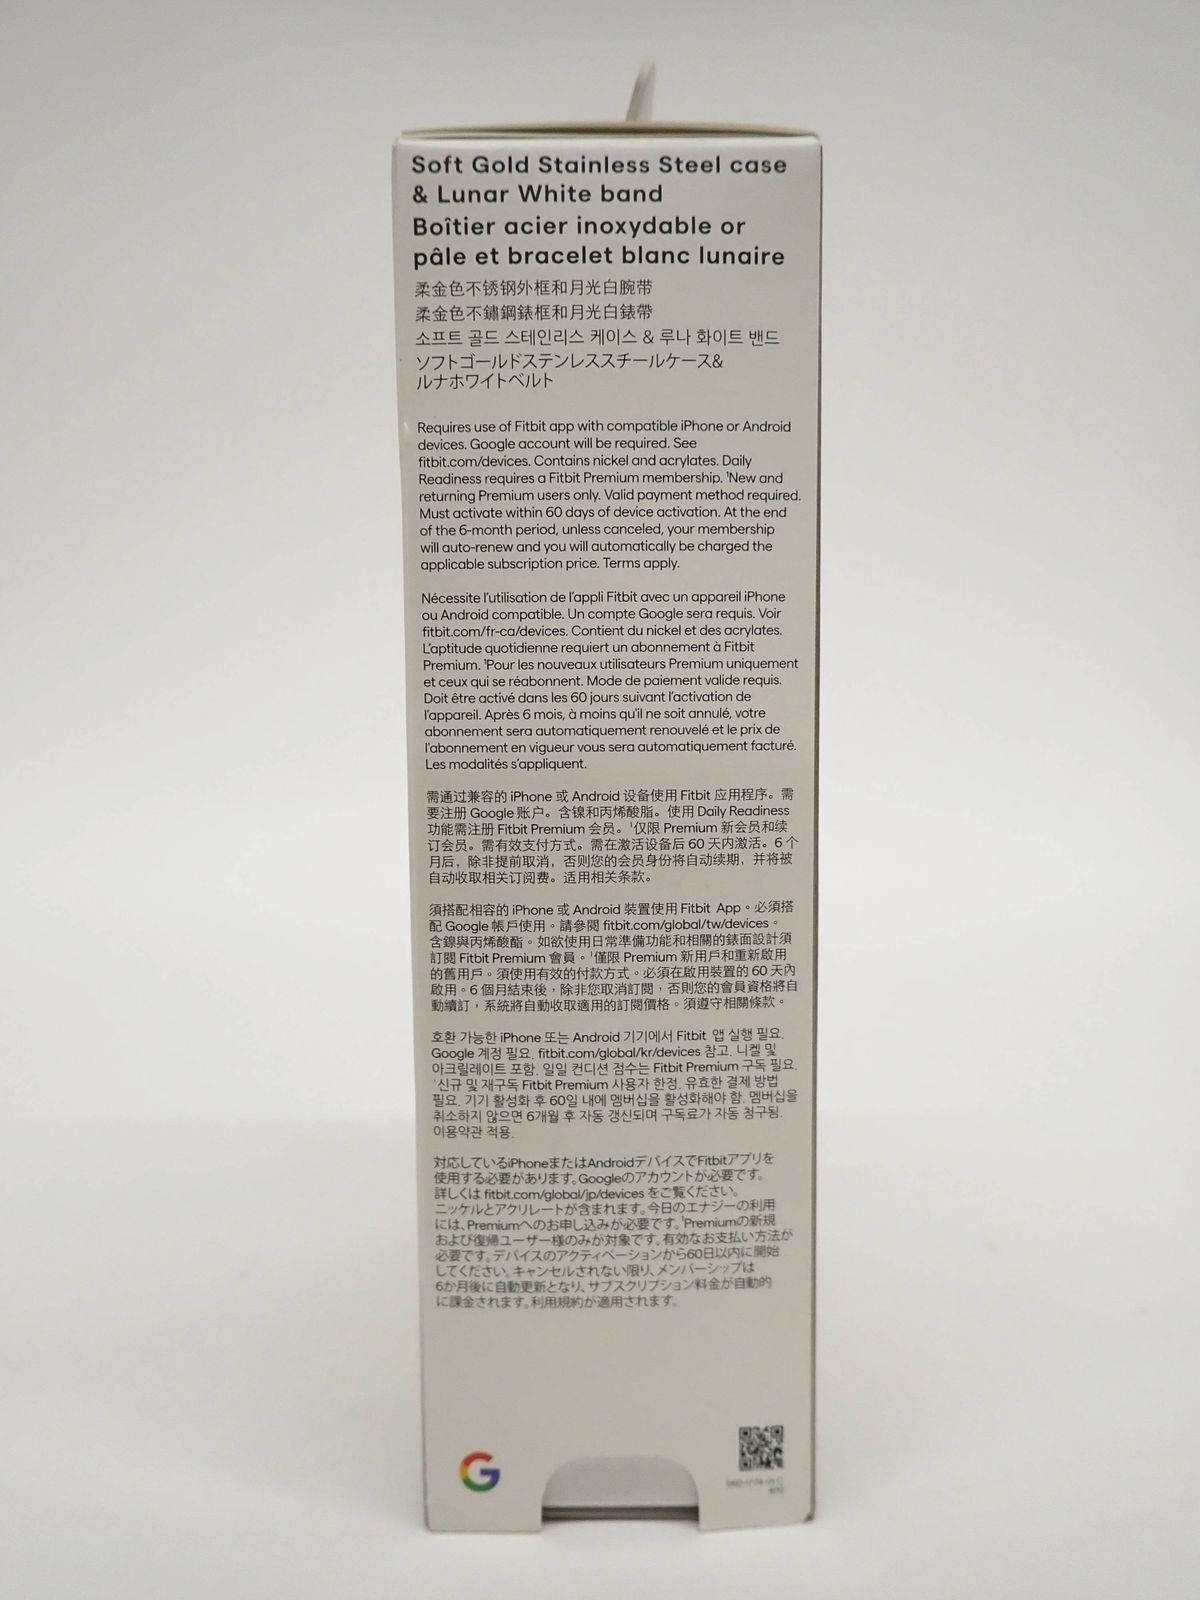 Soft Gold Stainless Steel case
& Lunar White band
Boîtier acier inoxydable or
pâle et bracelet blanc lunaire
柔金色不锈钢外框和月光白腕带
柔金色不鏽鋼錶框和月光白錶帶
소프트 골드 스테인리스 케이스 & 루나 화이트 밴드
ソフトゴールドステンレススチールケース&
ルナホワイトベルト
Requires use of Fitbit app with compatible iPhone or Android
devices. Google account will be required. See
fitbit.com/devices. Contains nickel and acrylates. Daily
Readiness requires a Fitbit Premium membership. ¹New and
returning Premium users only. Valid payment method required.
Must activate within 60 days of device activation. At the end
of the 6-month period, unless canceled, your membership
will auto-renew and you will automatically be charged the
applicable subscription price. Terms apply.
Nécessite l'utilisation de l'appli Fitbit avec un appareil iPhone
ou Android compatible. Un compte Google sera requis. Voir
fitbit.com/fr-ca/devices. Contient du nickel et des acrylates.
L'aptitude quotidienne requiert un abonnement à Fitbit
Premium. ¹Pour les nouveaux utilisateurs Premium uniquement
et ceux qui se réabonnent. Mode de paiement valide requis.
Doit être activé dans les 60 jours suivant l'activation de
l'appareil. Après 6 mois, à moins qu'il ne soit annulé, votre
abonnement sera automatiquement renouvelé et le prix de
l'abonnement en vigueur vous sera automatiquement facturé.
Les modalités s'appliquent.
需通过兼容的 iPhone 或 Android 设备使用 Fitbit 应用程序。需
要注册 Google 账户。含镍和丙烯酸脂。使用 Daily Readiness
功能需注册 Fitbit Premium 会员。¹仅限 Premium 新会员和续
订会员。需有效支付方式。需在激活设备后 60 天内激活。6 个
月后，除非提前取消，否则您的会员身份将自动续期，并将被
自动收取相关订阅费。适用相关条款。
須搭配相容的 iPhone 或 Android 裝置使用 Fitbit App。必須搭
配 Google 帳戶使用。請參閱 fitbit.com/global/tw/devices。
含鎳與丙烯酸酯。如欲使用日常準備功能和相關的錶面設計須
訂閱 Fitbit Premium 會員。¹僅限 Premium 新用戶和重新啟用
的舊用戶。須使用有效的付款方式。必須在啟用裝置的 60 天內
啟用。6 個月結束後，除非您取消訂閱，否則您的會員資格將自
動續訂，系統將自動收取適用的訂閱價格。須遵守相關條款。
호환 가능한 iPhone 또는 Android 기기에서 Fitbit 앱 실행 필요.
Google 계정 필요. fitbit.com/global/kr/devices 참고. 니켈 및
아크릴레이트 포함. 일일 컨디션 점수는 Fitbit Premium 구독 필요.
¹신규 및 재구독 Fitbit Premium 사용자 한정. 유효한 결제 방법
필요. 기기 활성화 후 60일 내에 멤버십을 활성화해야 함. 멤버십을
취소하지 않으면 6개월 후 자동 갱신되며 구독료가 자동 청구됨.
이용약관 적용.
対応しているiPhoneまたはAndroidデバイスでFitbitアプリを
使用する必要があります。Googleのアカウントが必要です。
詳しくは fitbit.com/global/jp/devices をご覧ください。
ニッケルとアクリレートが含まれます。今日のエナジーの利用
には、Premiumへのお申し込みが必要です。¹Premiumの新規
および復帰ユーザー様のみが対象です。有効なお支払い方法が
必要です。デバイスのアクティベーションから60日以内に開始
してください。キャンセルされない限り、メンバーシップは
6か月後に自動更新となり、サブスクリプション料金が自動的
に課金されます。利用規約が適用されます。
G